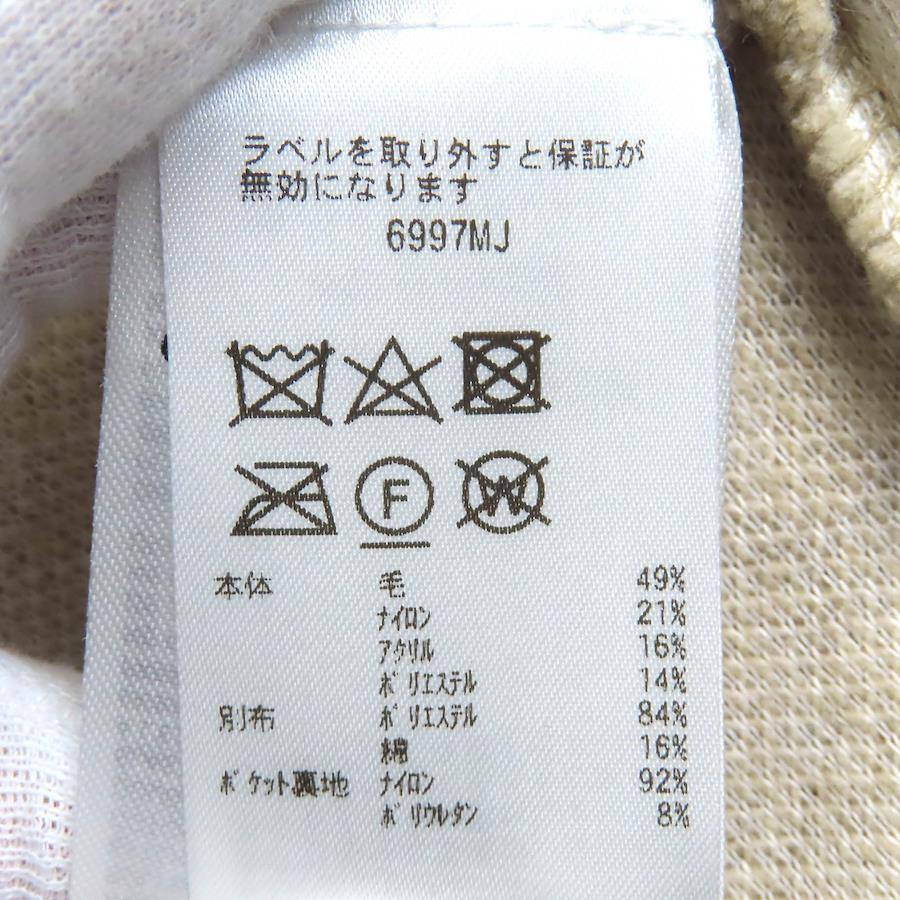 ラベルを取り外すと保証が
無効になります
6997MJ
F W
本体 毛 49%
ナイロン 21%
アクリル 16%
ポリエステル 14%
別布 ポリエステル 84%
綿 16%
ポケット裏地 ナイロン 92%
ポリウレタン 8%